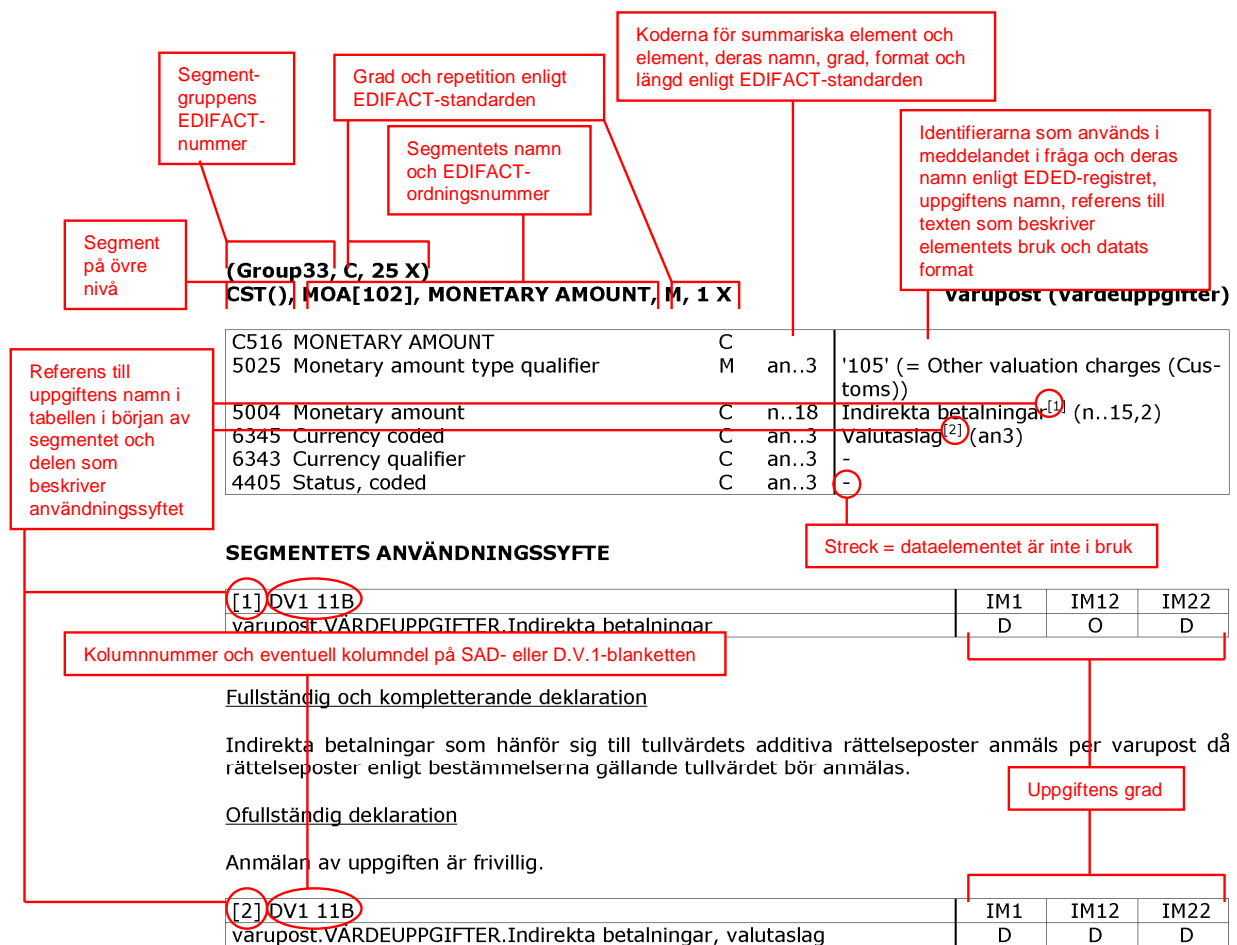 Koderna för summariska element och
element, deras namn, grad, format och
längd enligt EDIFACT-standarden
Segment-
gruppens
EDIFACT-
nummer
Grad och repetition enligt
EDIFACT-standarden
Segmentets namn
och EDIFACT-
ordningsnummer
Identifierarna som används i
meddelandet i fråga och deras
namn enligt EDED-registret,
uppgiftens namn, referens till
texten som beskriver
elementets bruk och datats
format
Segment
på övre
nivå
(Group33, C, 25 X)
CST(), MOA[102], MONETARY AMOUNT, M, 1 X varupost (värdeuppgifter)
Referens till
uppgiftens namn i
tabellen i början av
segmentet och
delen som
beskriver
användningssyftet
C516 MONETARY AMOUNT C
5025 Monetary amount type qualifier M an..3 '105' (= Other valuation charges (Cus-
toms))
5004 Monetary amount C n..18 Indirekta betalningar[1] (n..15,2)
6345 Currency coded C an..3 Valutaslag[2] (an3)
6343 Currency qualifier C an..3 -
4405 Status, coded C an..3 -
Streck = dataelementet är inte i bruk
SEGMENTETS ANVÄNDNINGSSYFTE
[1] DV1 11B IM1 IM12 IM22
varupost.VÄRDEUPPGIFTER.Indirekta betalningar D O D
Kolumnnummer och eventuell kolumndel på SAD- eller D.V.1-blanketten
Fullständig och kompletterande deklaration
Indirekta betalningar som hänför sig till tullvärdets additiva rättelseposter anmäls per varupost då
rättelseposter enligt bestämmelserna gällande tullvärdet bör anmälas.
Uppgiftens grad
Ofullständig deklaration
Anmälan av uppgiften är frivillig.
[2] DV1 11B IM1 IM12 IM22
varupost.VÄRDEUPPGIFTER.Indirekta betalningar, valutaslag D D D